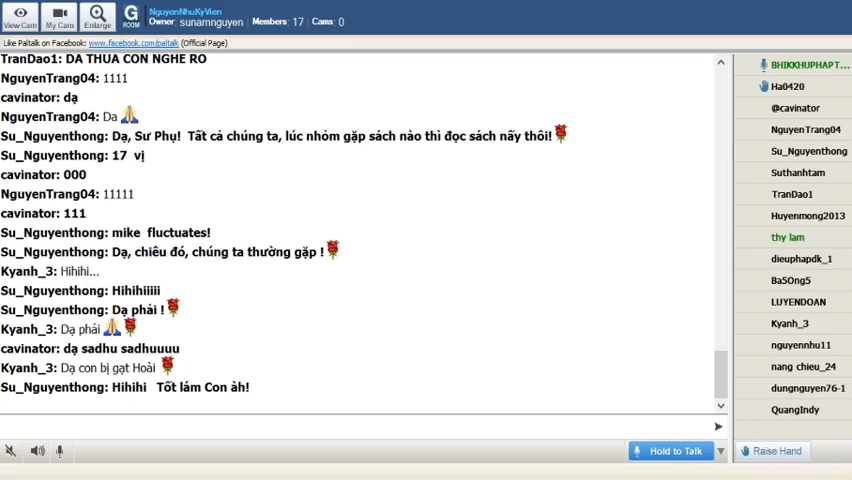 View Cam
My Cam
Enlarge
G
ROOM
NguyenNhuKyVien
Owner: sunamnguyen Members: 17 Cams: 0
Like Paltalk on Facebook: www.facebook.com/paltalk (Official Page)
TranDao1: DA THUA CON NGHE RO
NguyenTrang04: 1111
cavinator: dạ
NguyenTrang04: Da
Su_Nguyenthong: Dạ, Sư Phụ! Tất cả chúng ta, lúc nhỏm gặp sách nào thì đọc sách nấy thôi!
Su_Nguyenthong: 17 vị
cavinator: 000
NguyenTrang04: 11111
cavinator: 111
Su_Nguyenthong: mike fluctuates!
Su_Nguyenthong: Dạ, chiêu đó, chúng ta thường gặp !
Kyanh_3: Hihihi...
Su_Nguyenthong: Hihihiiiii
Su_Nguyenthong: Dạ phải !
Kyanh_3: Dạ phải
cavinator: dạ sadhu sadhuuuu
Kyanh_3: Dạ con bị gạt Hoài
Su_Nguyenthong: Hihihi Tốt lám Con àh!
BHIKKHUPHAPT...
Ha0420
@cavinator
NguyenTrang04
Su_Nguyenthong
Suthanhtam
TranDao1
Huyenmong2013
thy lam
dieuphapdk_1
Ba5Ong5
LUYENDOAN
Kyanh_3
nguyennhu11
nang chieu_24
dungnguyen76-1
QuangIndy
Hold to Talk
Raise Hand